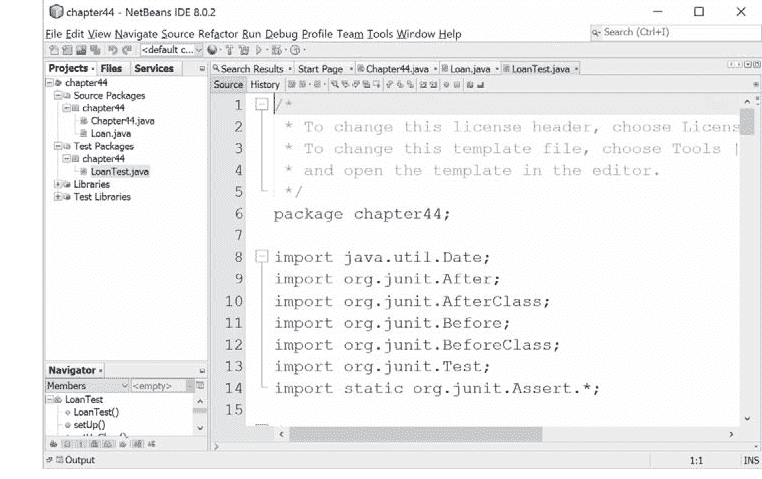 chapter44 - NetBeans IDE 8.0.2
File Edit View Navigate Source Refactor Run Debug Profile Team Tools Window Help
Search (Ctrl+I)
<default c...
Projects Files Services
Search Results Start Page Chapter44.java Loan.java LoanTest.java
chapter44
Source Packages
chapter44
Chapter44.java
Loan.java
Test Packages
chapter44
LoanTest.java
Libraries
Test Libraries
Source History
1 /*
2 * To change this license header, choose Licens
3 * To change this template file, choose Tools |
4 * and open the template in the editor.
5 */
6 package chapter44;
7
8 import java.util.Date;
9 import org.junit.After;
10 import org.junit.AfterClass;
11 import org.junit.Before;
12 import org.junit.BeforeClass;
13 import org.junit.Test;
14 import static org.junit.Assert.*;
15
Navigator
Members <empty>
LoanTest
LoanTest()
setUp()
Output
1:1 INS